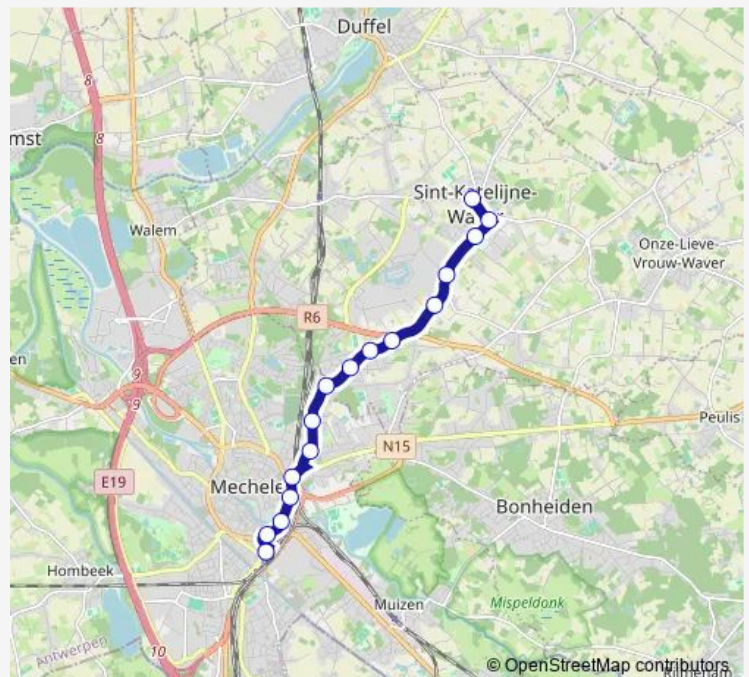 Duffel
8
8
mst
Sint-Katelijne-
Wa
Walem
Onze-Lieve-
Vrouw-Waver
R6
en
9
9
Peulis
N15
E19
Mechele
Bonheiden
Hombeek
Muizen
Mispeldonk
Antwerpen
10
© OpenStreetMap contributors